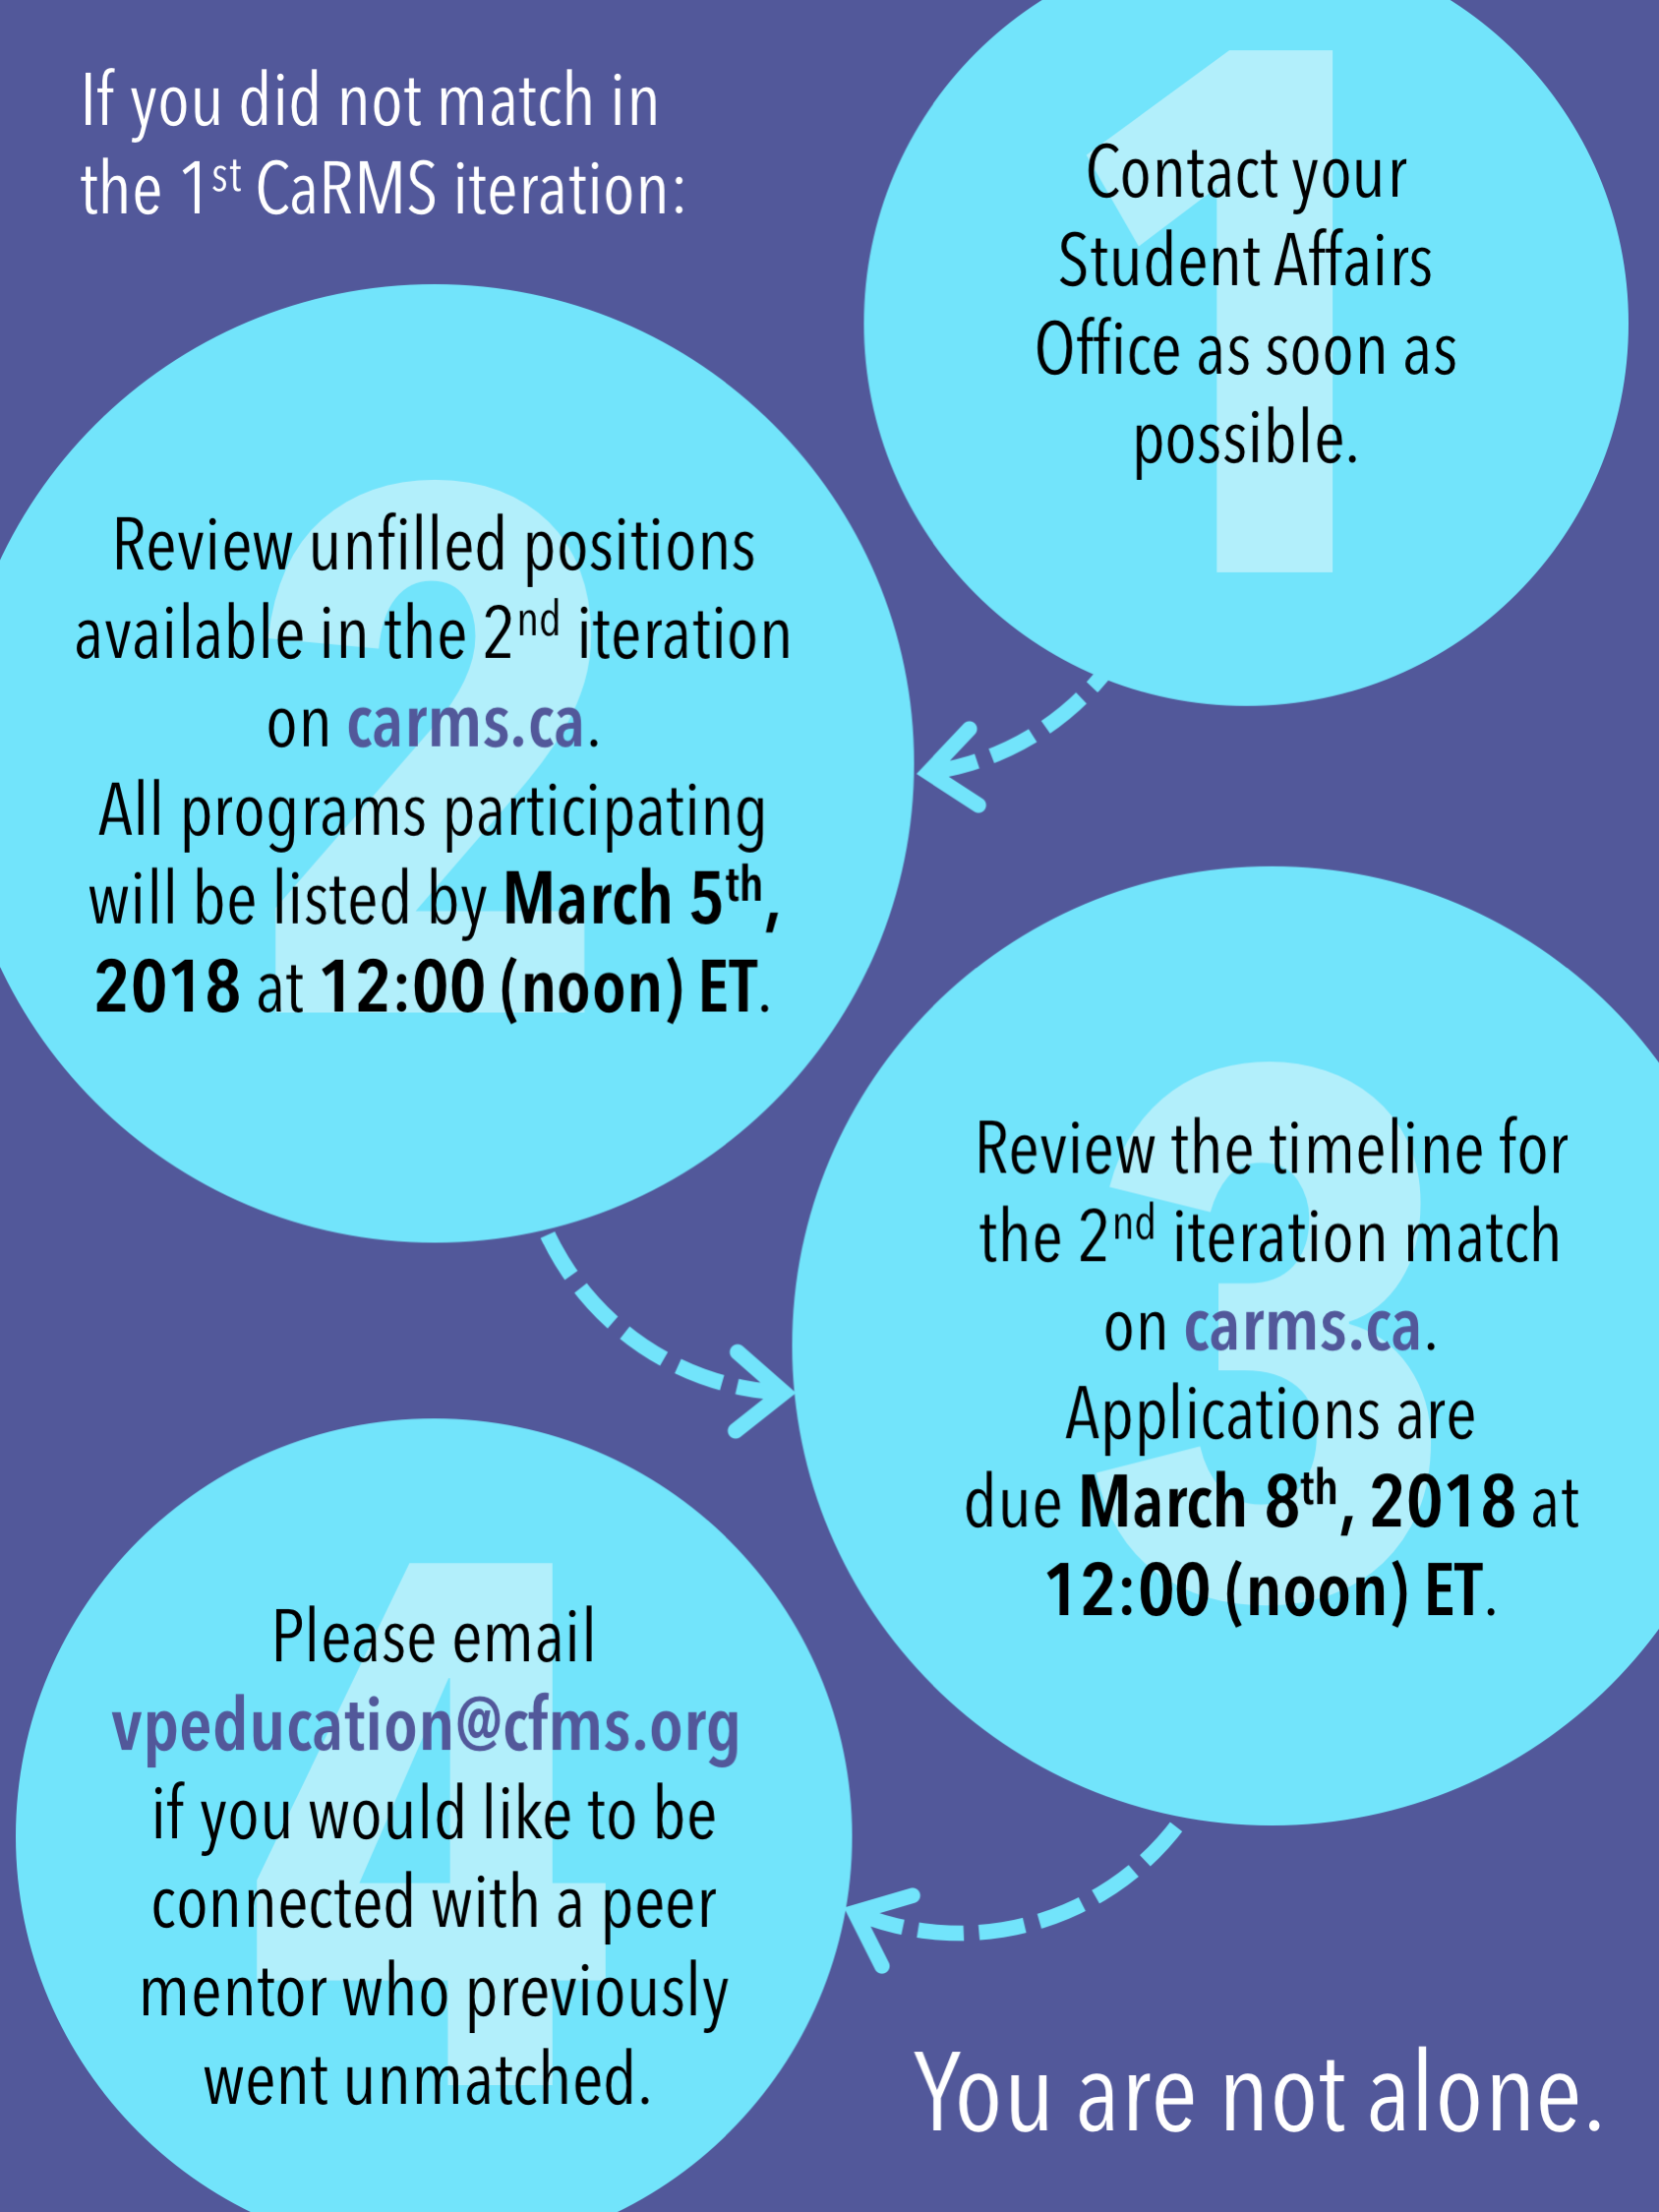 If you did not match in
the 1st CaRMS iteration:
1
Contact your
Student Affairs
Office as soon as
possible.
2
Review unfilled positions
available in the 2nd iteration
on carms.ca.
All programs participating
will be listed by March 5th,
2018 at 12:00 (noon) ET.
3
Review the timeline for
the 2nd iteration match
on carms.ca.
Applications are
due March 8th, 2018 at
12:00 (noon) ET.
4
Please email
vpeducation@cfms.org
if you would like to be
connected with a peer
mentor who previously
went unmatched.
You are not alone.